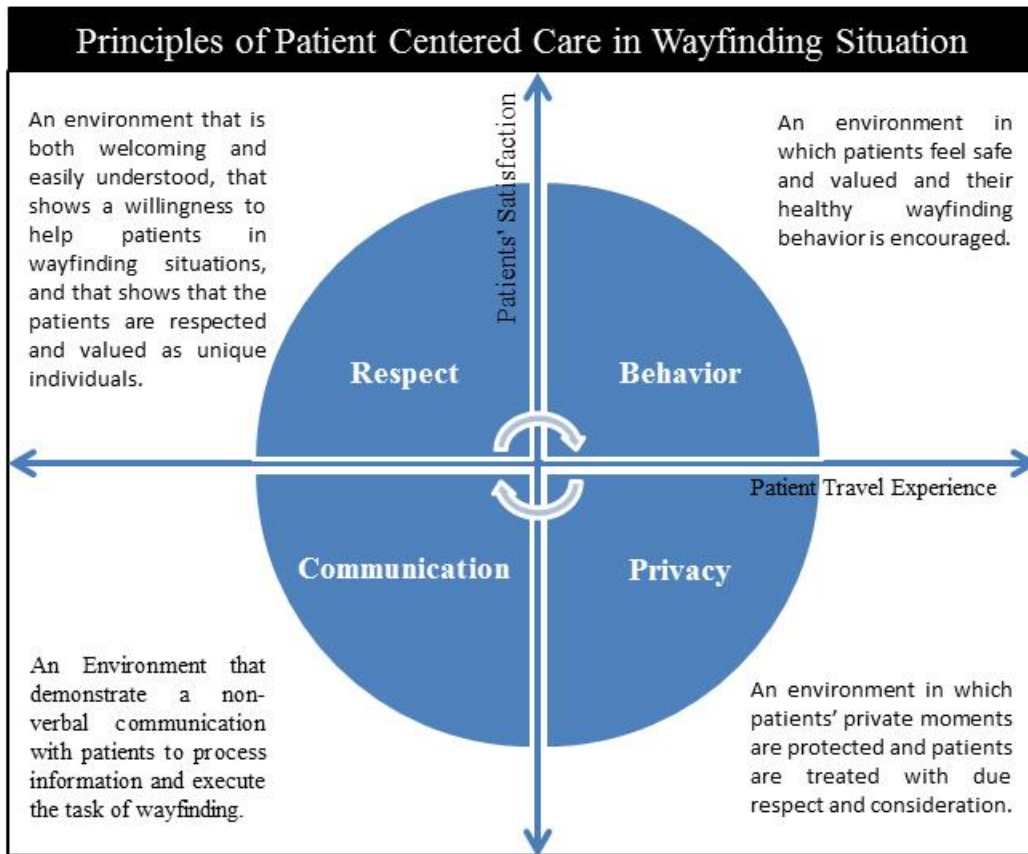 Principles of Patient Centered Care in Wayfinding Situation
An environment that is
both welcoming and
easily understood, that
shows a willingness to
help patients in
wayfinding situations,
and that shows that the
patients are respected
and valued as unique
individuals.
Patients' Satisfaction
An environment in
which patients feel safe
and valued and their
healthy wayfinding
behavior is encouraged.
Respect
Behavior
Patient Travel Experience
Communication
Privacy
An Environment that
demonstrate a non-
verbal communication
with patients to process
information and execute
the task of wayfinding.
An environment in which
patients' private moments
are protected and patients
are treated with due
respect and consideration.